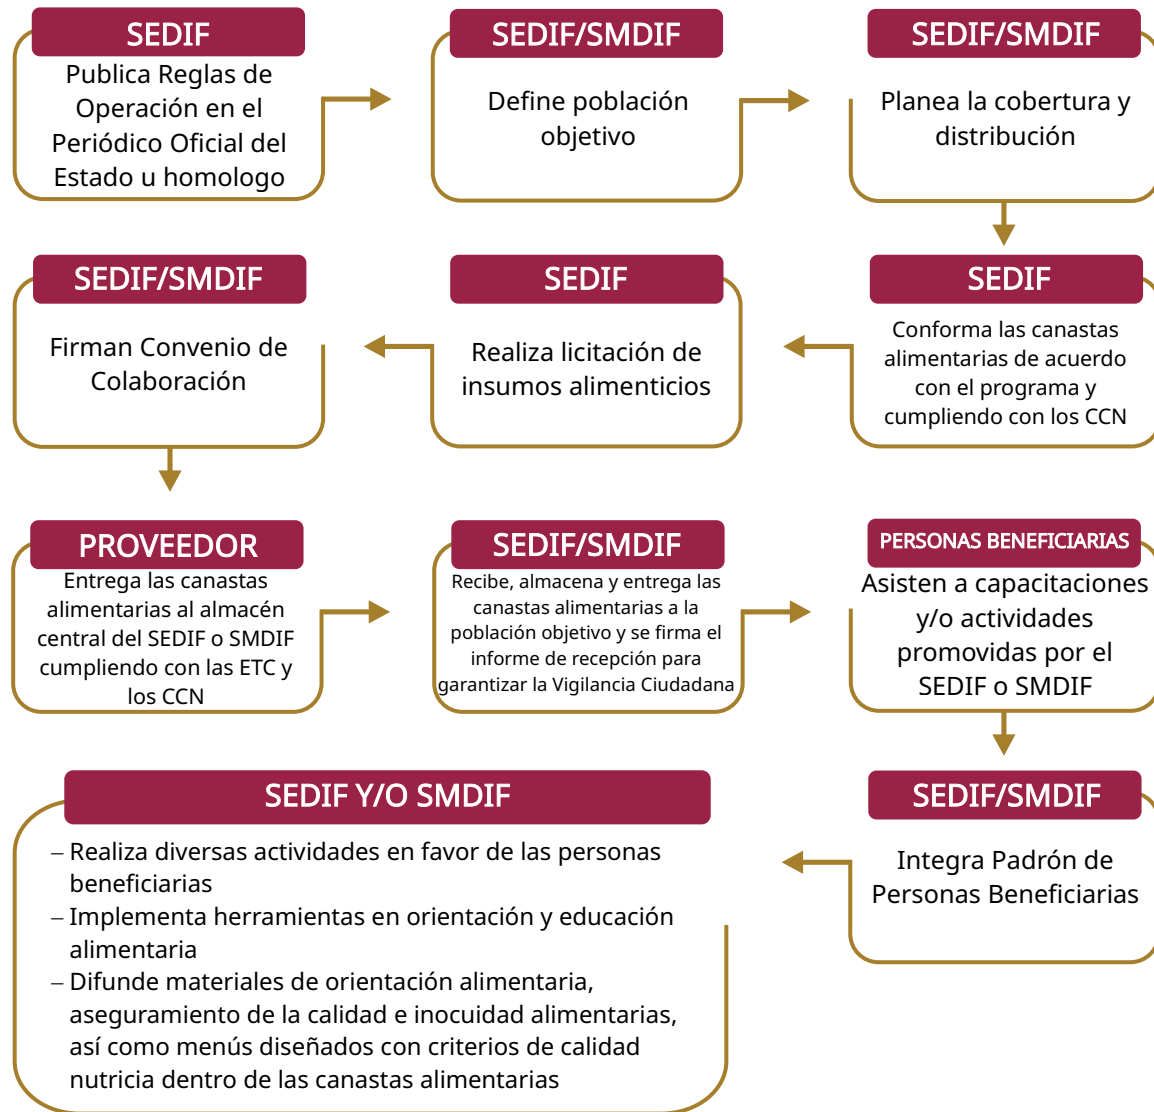 SEDIF
Publica Reglas de
Operación en el
Periódico Oficial del
Estado u homologo
SEDIF/SMDIF
Define población
objetivo
SEDIF/SMDIF
Planea la cobertura y
distribución
SEDIF
Conforma las canastas
alimentarias de acuerdo
con el programa y
cumpliendo con los CCN
SEDIF
Realiza licitación de
insumos alimenticios
SEDIF/SMDIF
Firman Convenio de
Colaboración
PROVEEDOR
Entrega las canastas
alimentarias al almacén
central del SEDIF o SMDIF
cumpliendo con las ETC y
los CCN
SEDIF/SMDIF
Recibe, almacena y entrega las
canastas alimentarias a la
población objetivo y se firma el
informe de recepción para
garantizar la Vigilancia Ciudadana
PERSONAS BENEFICIARIAS
Asisten a capacitaciones
y/o actividades
promovidas por el
SEDIF o SMDIF
SEDIF/SMDIF
Integra Padrón de
Personas Beneficiarias
SEDIF Y/O SMDIF
– Realiza diversas actividades en favor de las personas
beneficiarias
– Implementa herramientas en orientación y educación
alimentaria
– Difunde materiales de orientación alimentaria,
aseguramiento de la calidad e inocuidad alimentarias,
así como menús diseñados con criterios de calidad
nutricia dentro de las canastas alimentarias